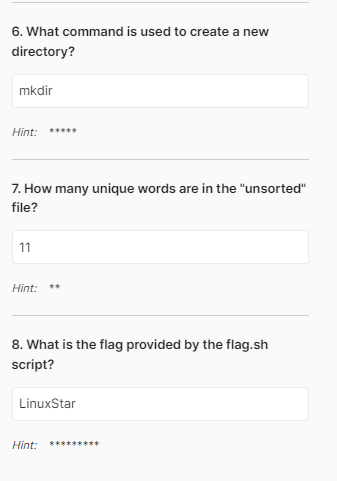 6. What command is used to create a new
directory?
mkdir
Hint: *****
7. How many unique words are in the "unsorted"
file?
11
Hint: **
8. What is the flag provided by the flag.sh
script?
LinuxStar
Hint: *********